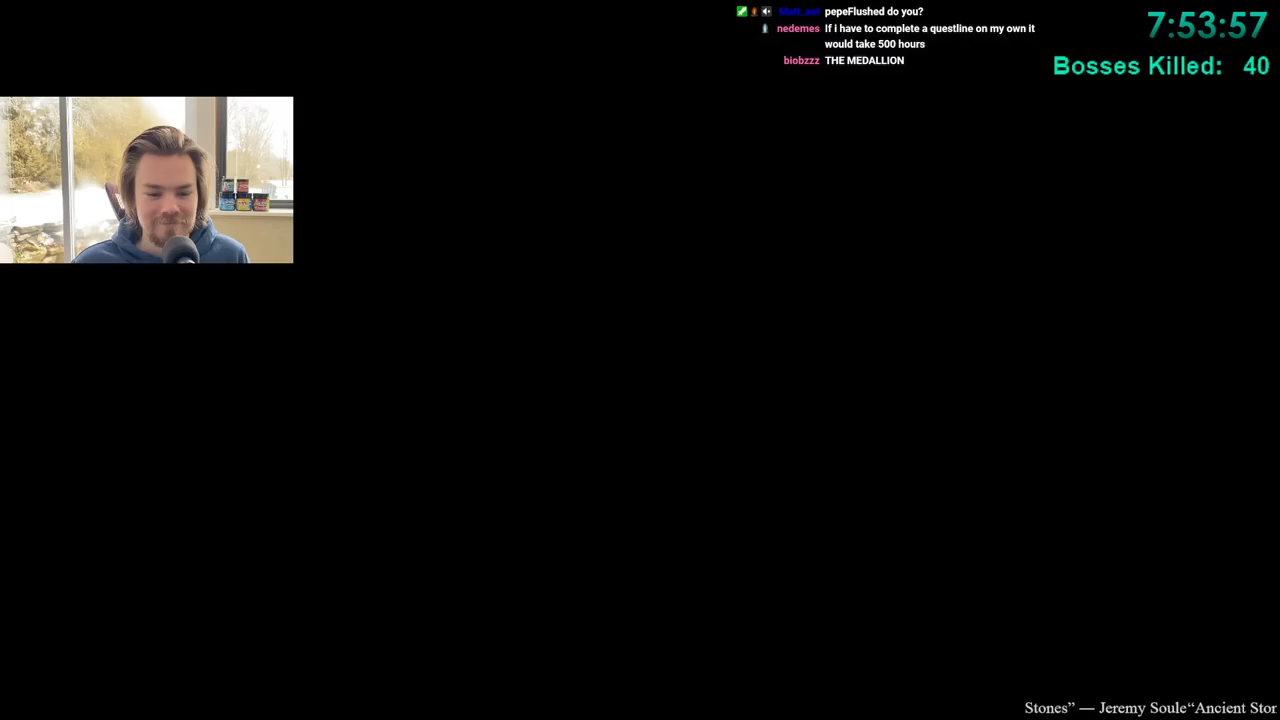 pepeFlushed do you?
nedemes If i have to complete a questline on my own it
would take 500 hours
biobzzz THE MEDALLION
7:53:57
Bosses Killed: 40
Stones” — Jeremy Soule“Ancient Stor